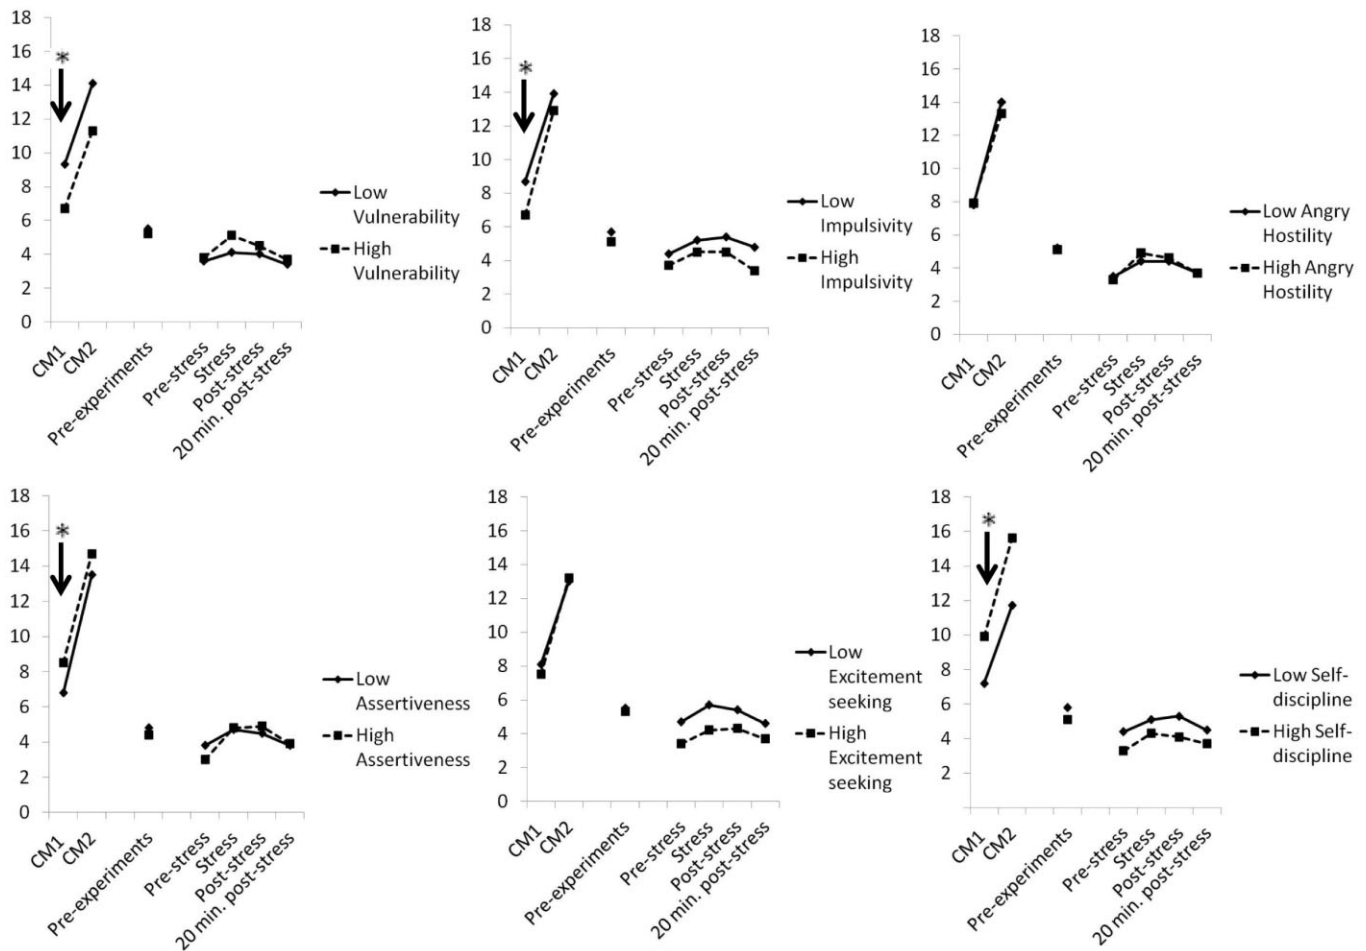 18
16
14
12
10
8
6
4
2
0
*
CM1
CM2
Pre-experiments
Pre-stress
Stress
Post-stress
20 min. post-stress
Low
Vulnerability
High
Vulnerability
18
16
14
12
10
8
6
4
2
0
*
CM1
CM2
Pre-experiments
Pre-stress
Stress
Post-stress
20 min. post-stress
Low
Impulsivity
High
Impulsivity
18
16
14
12
10
8
6
4
2
0
CM1
CM2
Pre-experiments
Pre-stress
Stress
Post-stress
20 min. post-stress
Low Angry
Hostility
High Angry
Hostility
18
16
14
12
10
8
6
4
2
0
*
CM1
CM2
Pre-experiments
Pre-stress
Stress
Post-stress
20 min. post-stress
Low
Assertiveness
High
Assertiveness
18
16
14
12
10
8
6
4
2
0
CM1
CM2
Pre-experiments
Pre-stress
Stress
Post-stress
20 min. post-stress
Low
Excitement
seeking
High
Excitement
seeking
18
16
14
12
10
8
6
4
2
*
CM1
CM2
Pre-experiments
Pre-stress
Stress
Post-stress
20 min. post-stress
Low Self-
discipline
High Self-
discipline